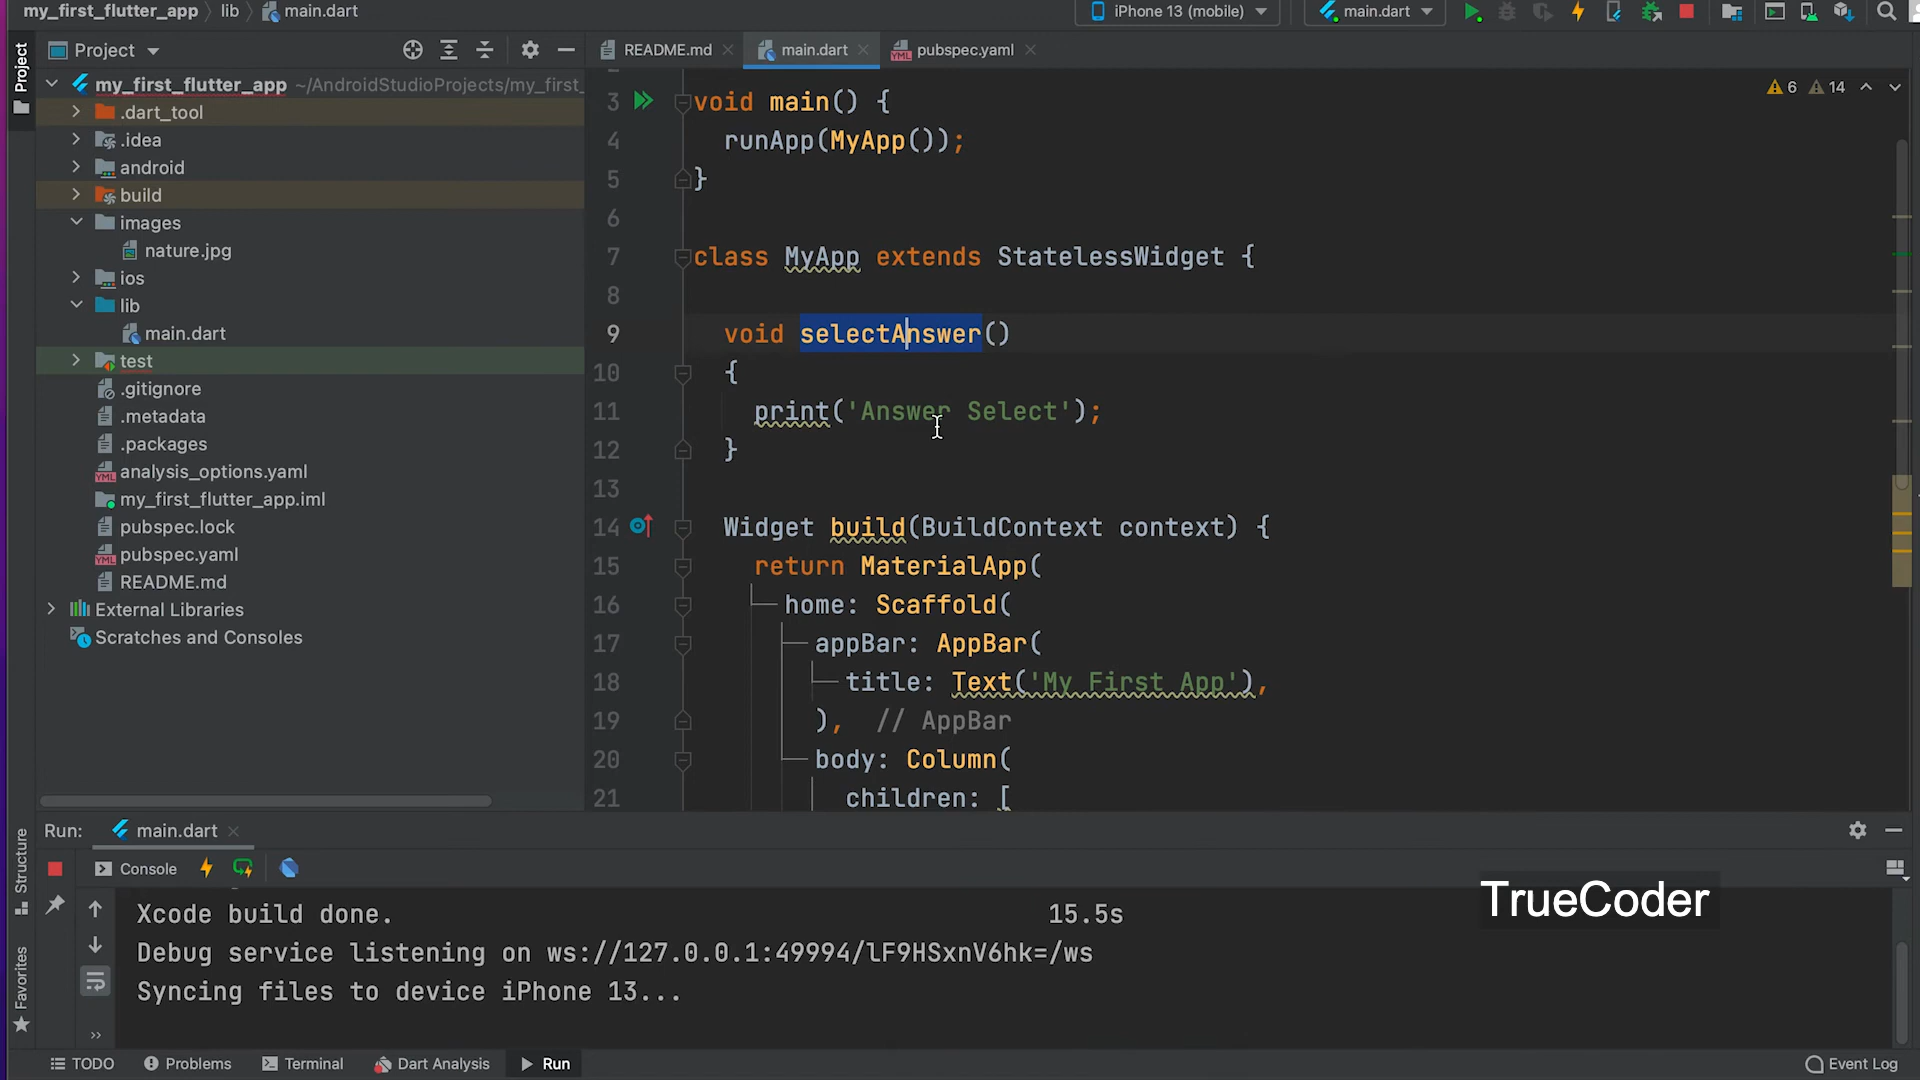 my_first_flutter_app lib main.dart iPhone 13 (mobile) main.dart
Project README.md main.dart pubspec.yaml
Project
my_first_flutter_app ~/AndroidStudioProjects/my_first_
.dart_tool
.idea
android
build
images
nature.jpg
ios
lib
main.dart
test
.gitignore
.metadata
.packages
analysis_options.yaml
my_first_flutter_app.iml
pubspec.lock
pubspec.yaml
README.md
External Libraries
Scratches and Consoles
6 14
3 void main() {
4 runApp(MyApp());
5 }
6
7 class MyApp extends StatelessWidget {
8
9 void selectAnswer()
10 {
11 print('Answer Select');
12 }
13
14 Widget build(BuildContext context) {
15 return MaterialApp(
16 home: Scaffold(
17 appBar: AppBar(
18 title: Text('My First App'),
19 ), // AppBar
20 body: Column(
21 children: [
Run: main.dart
Structure
Console
Xcode build done. 15.5s
Debug service listening on ws://127.0.0.1:49994/lF9HSxnV6hk=/ws
Syncing files to device iPhone 13...
TrueCoder
Favorites
TODO Problems Terminal Dart Analysis Run Event Log